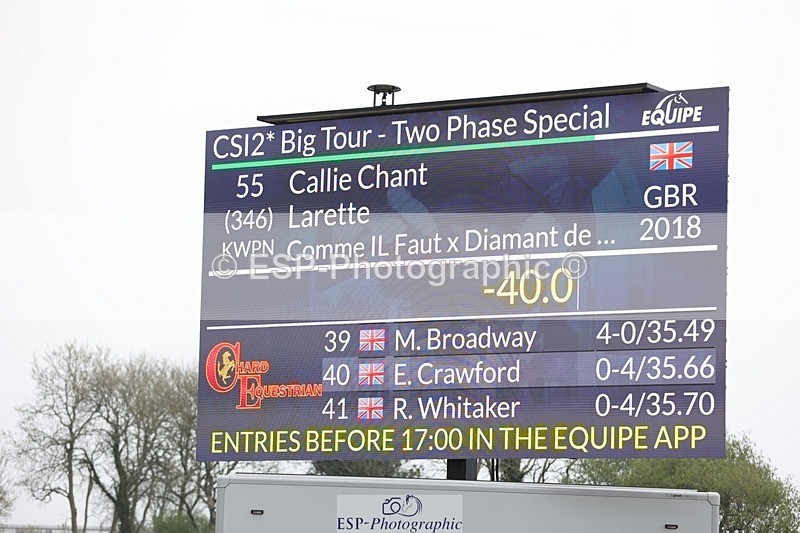 CSI2* Big Tour - Two Phase Special EQUIPE
55 Callie Chant
(346) Larette GBR
KWPN Comme IL Faut x Diamant de ... 2018
© ESP-Photographic ©
-40.0
39 M. Broadway 4-0/35.49
CHARD EQUESTRIAN
40 E. Crawford 0-4/35.66
41 R. Whitaker 0-4/35.70
ENTRIES BEFORE 17:00 IN THE EQUIPE APP
ESP-Photographic